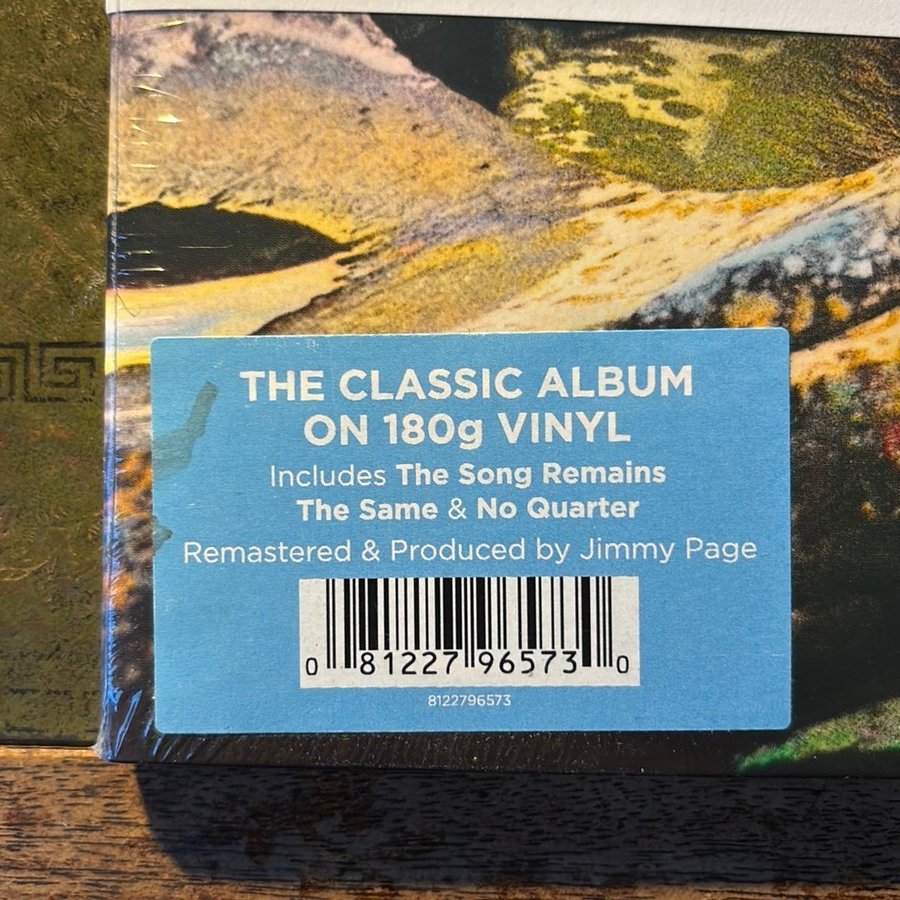 THE CLASSIC ALBUM
ON 180g VINYL
Includes The Song Remains
The Same & No Quarter
Remastered & Produced by Jimmy Page
0 81227 96573 0
8122796573